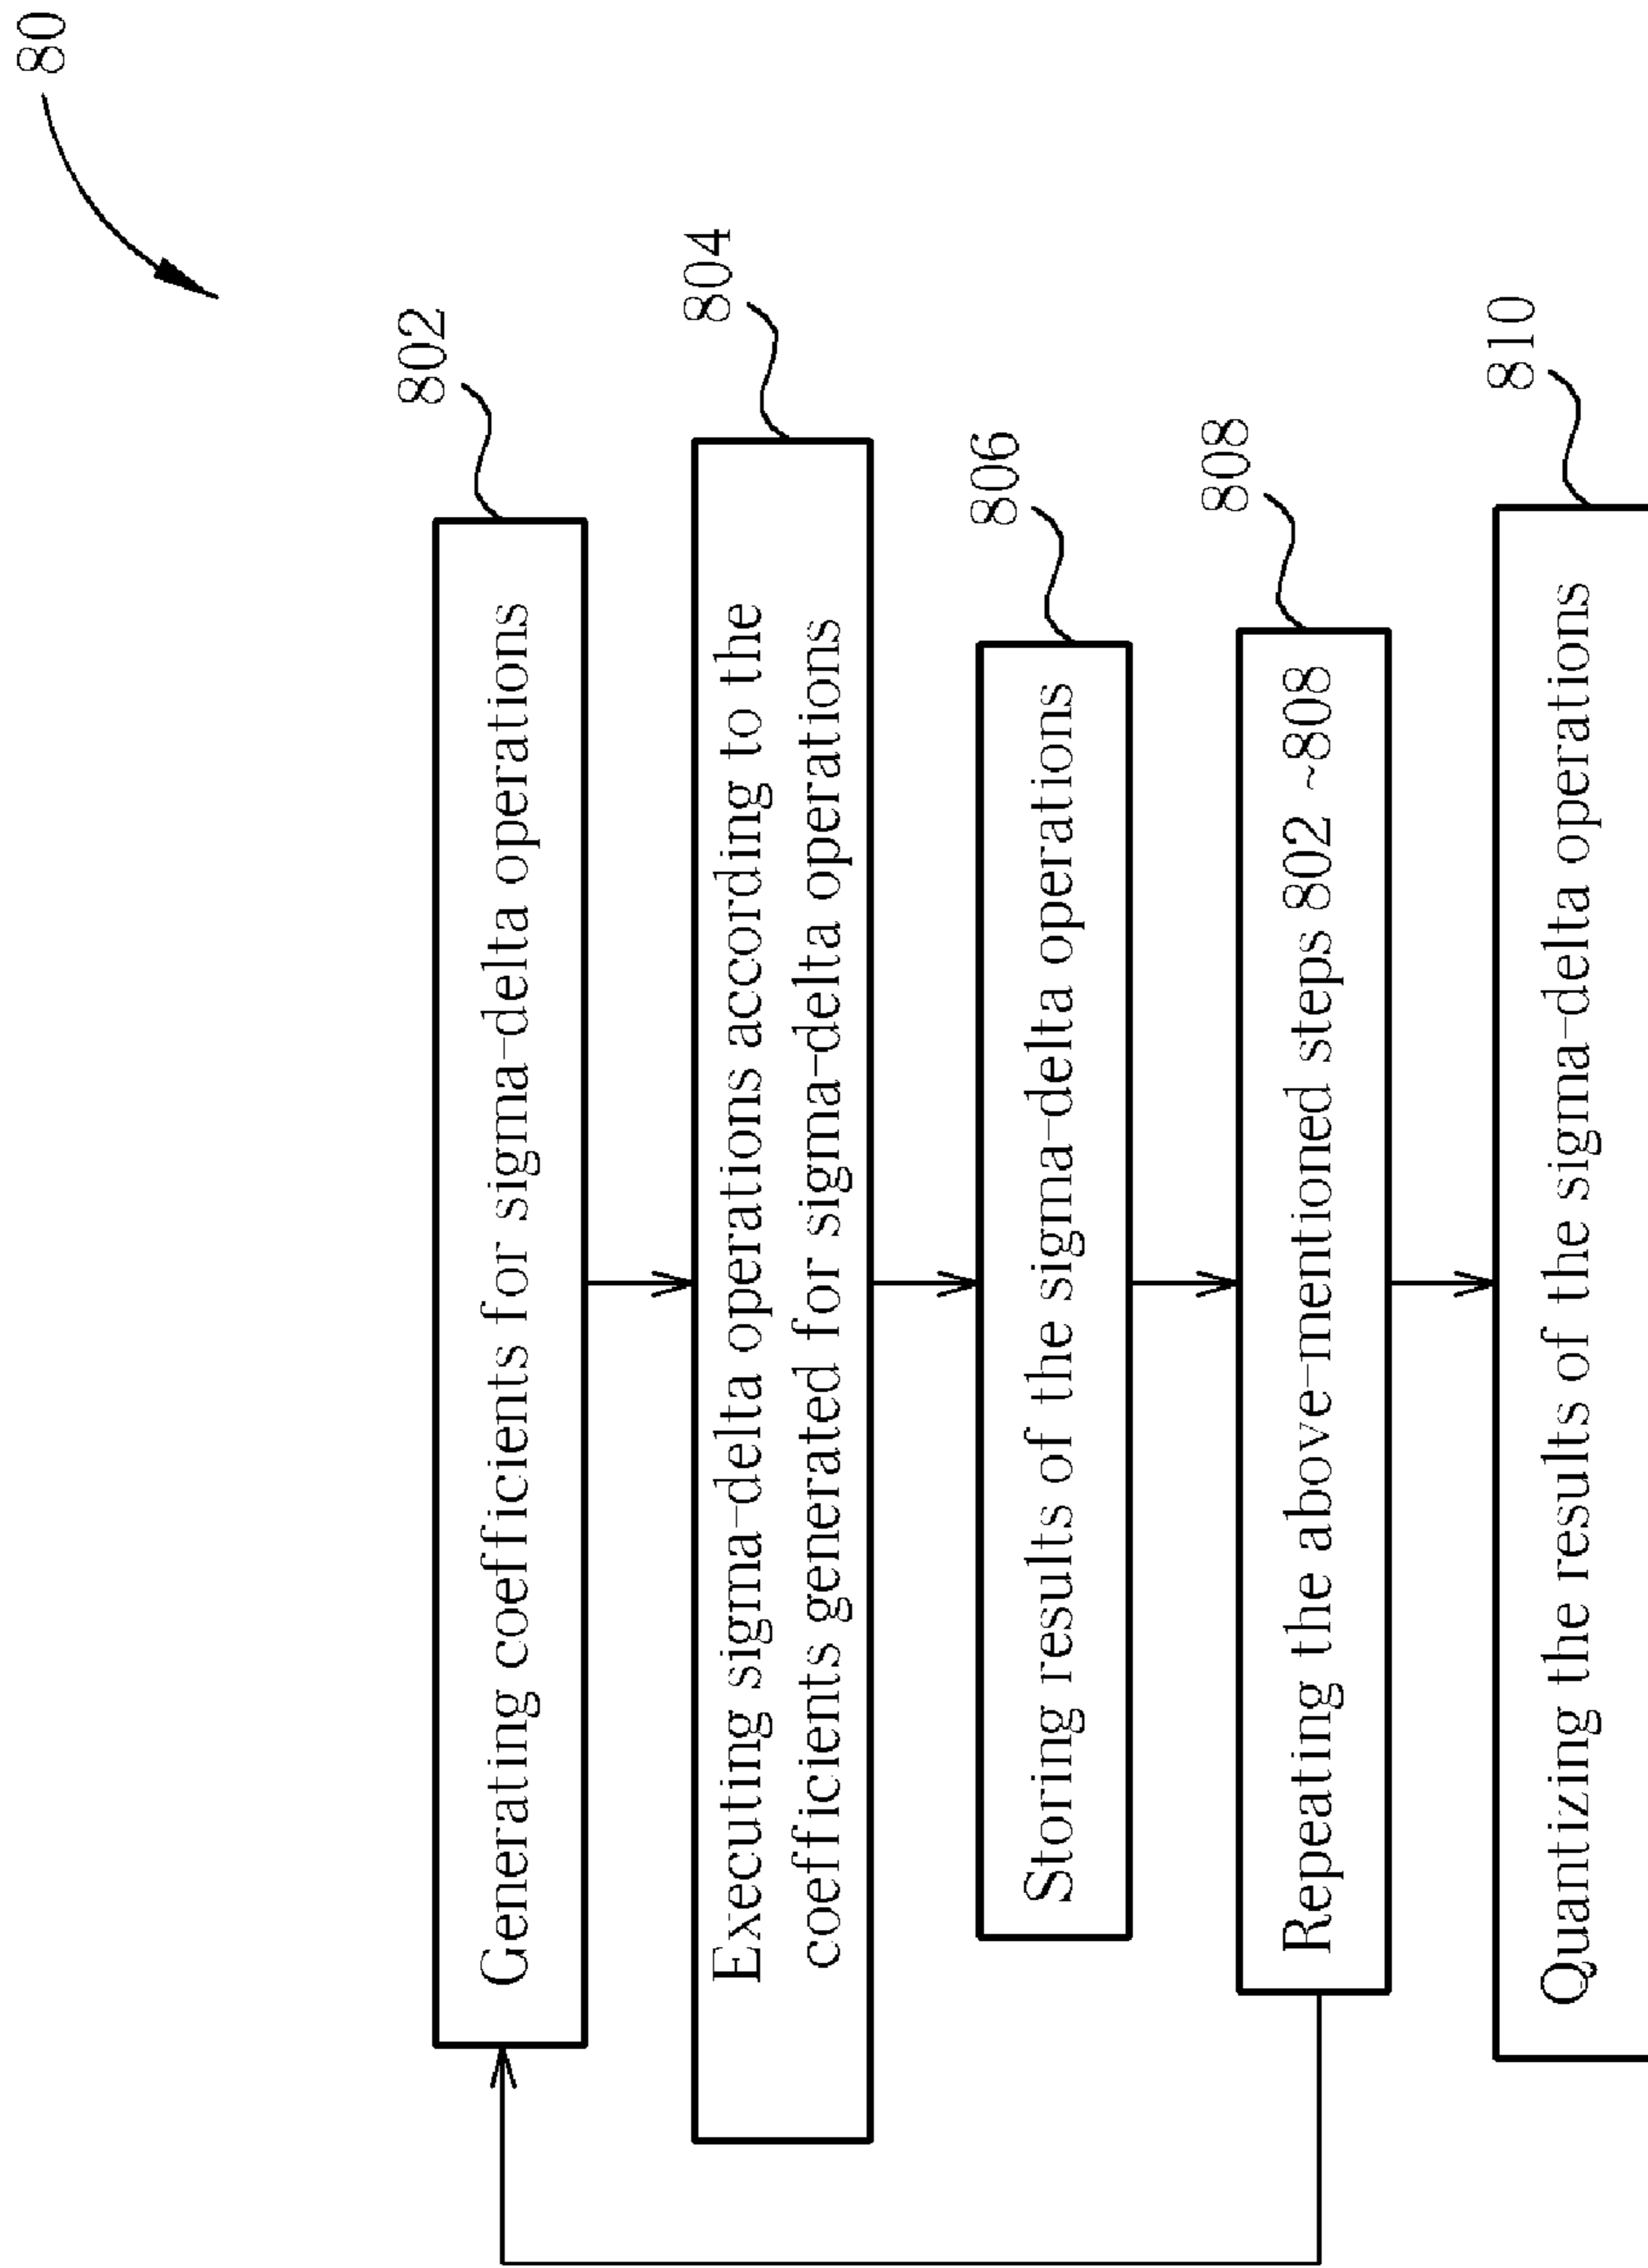 80
802
Generating coefficients for sigma-delta operations
804
Executing sigma-delta operations according to the
coefficients generated for sigma-delta operations
806
Storing results of the sigma-delta operations
808
Repeating the above-mentioned steps 802 ~808
810
Quantizing the results of the sigma-delta operations